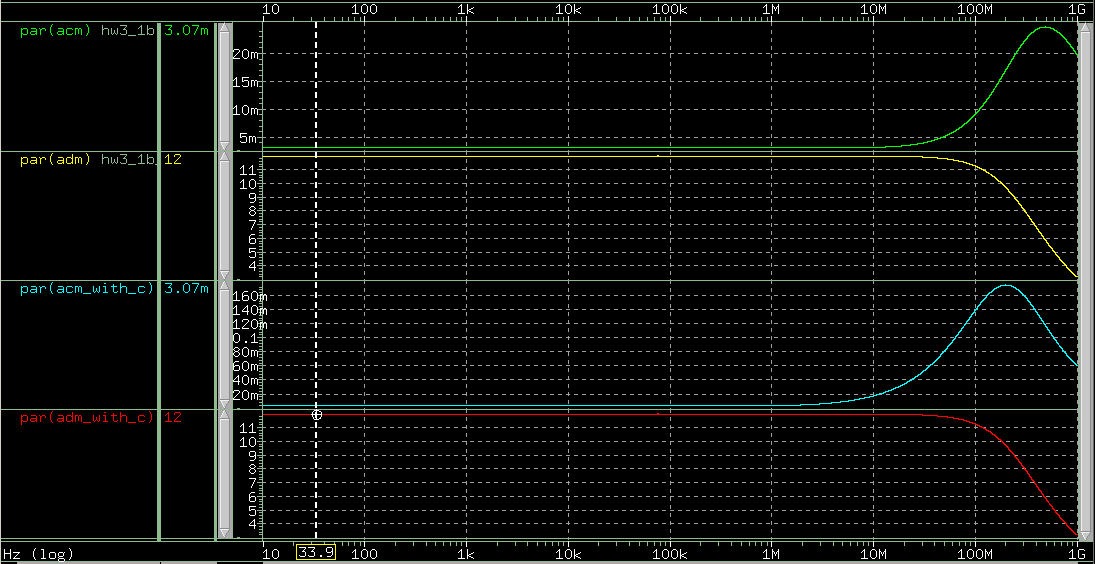 10 100 1k 10k 100k 1M 10M 100M 1G
par(acm) hw3_1b 3.07m
20m
15m
10m
5m
par(adm) hw3_1b 12
11
10
9
8
7
6
5
4
par(acm_with_c) 3.07m
160m
140m
120m
0.1
80m
60m
40m
20m
par(adm_with_c) 12
11
10
9
8
7
6
5
4
Hz (log) 10 33.9 100 1k 10k 100k 1M 10M 100M 1G